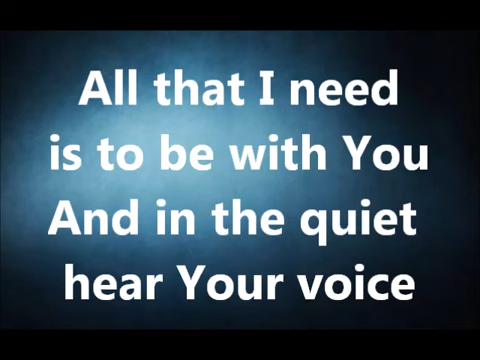 All that I need
is to be with You
And in the quiet
hear Your voice